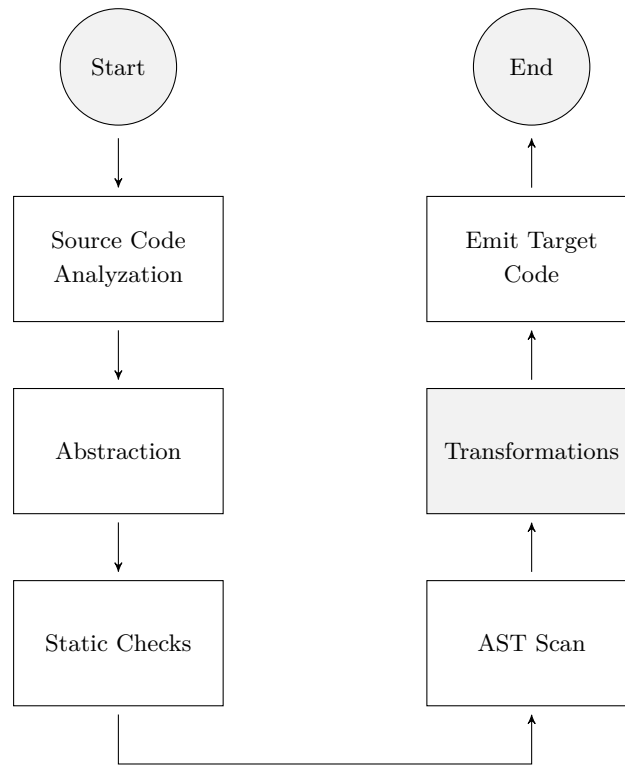 Start
Source Code
Analyzation
Abstraction
Static Checks
AST Scan
Transformations
Emit Target
Code
End